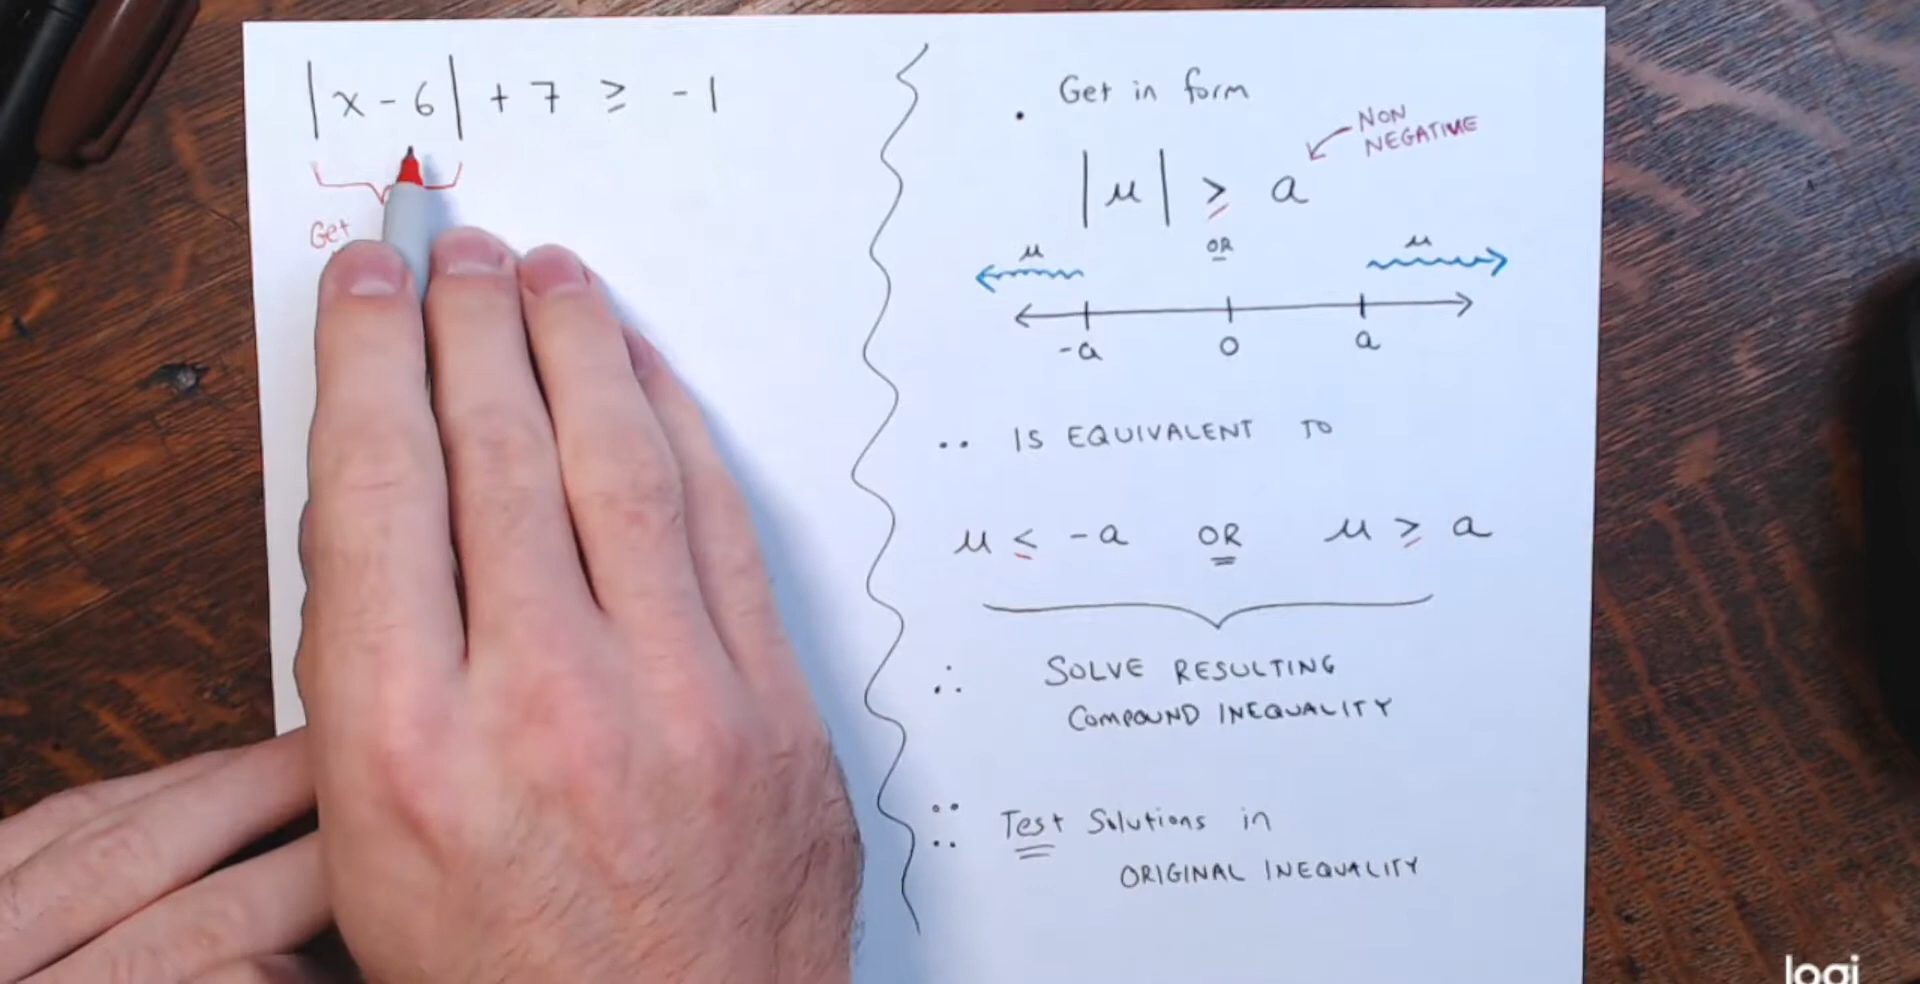 |x - 6| + 7 ≥ -1
Get
• Get in form
NON
NEGATIVE
|u| ≥ a
OR
u u
-a 0 a
•• IS EQUIVALENT TO
u ≤ -a OR u ≥ a
∴ SOLVE RESULTING
COMPOUND INEQUALITY
:: Test Solutions in
ORIGINAL INEQUALITY
logi